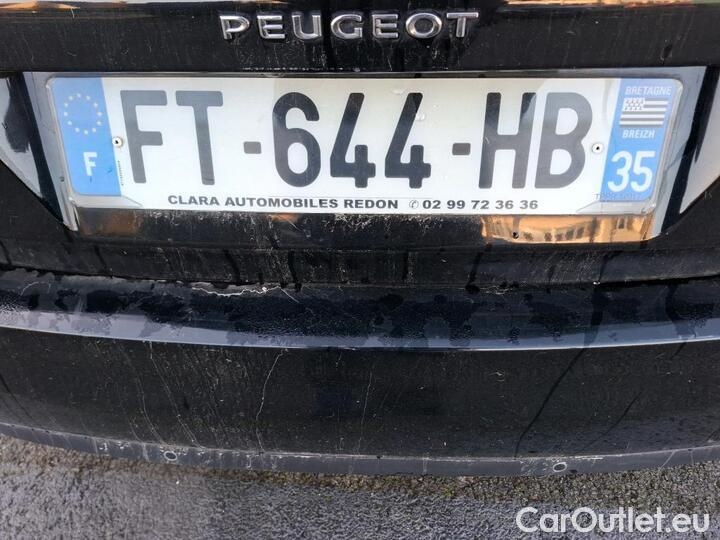 PEUGEOT
F
FT-644-HB
BRETAGNE
BREIZH
35
CLARA AUTOMOBILES REDON ✆ 02 99 72 36 36
CarOutlet.eu